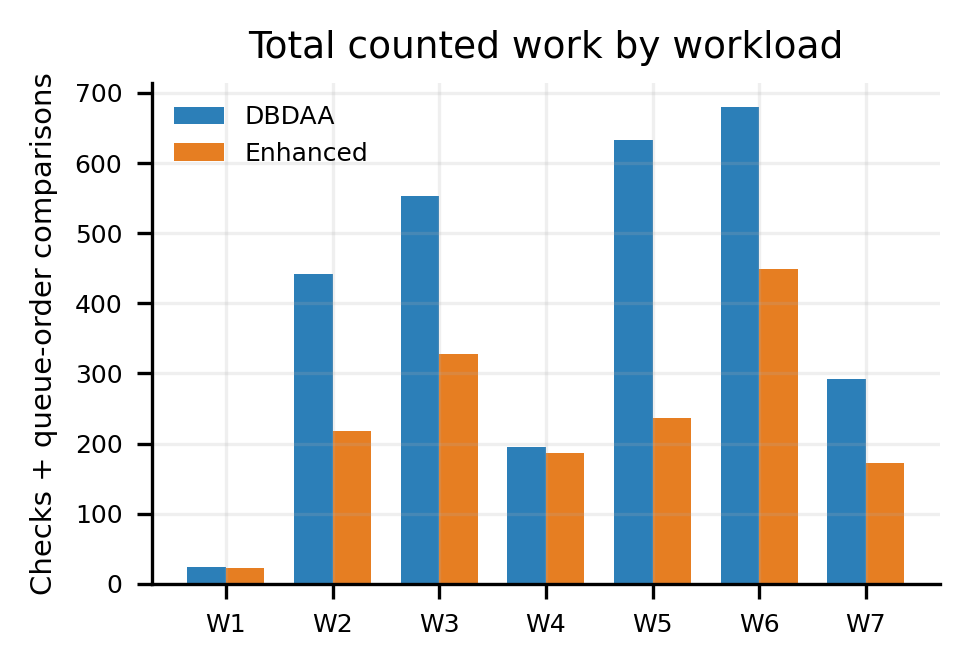 Total counted work by workload
Checks + queue-order comparisons
700
600
500
400
300
200
100
0
DBDAA
Enhanced
W1 W2 W3 W4 W5 W6 W7